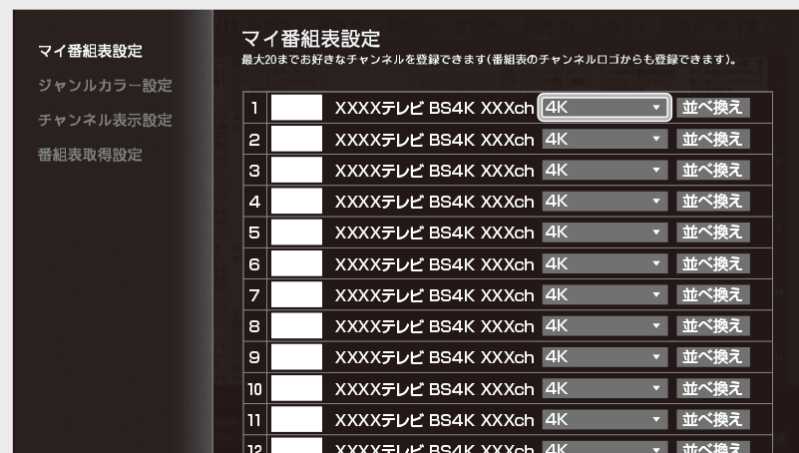 マイ番組表設定
ジャンルカラー設定
チャンネル表示設定
番組表取得設定
マイ番組表設定
最大20までお好きなチャンネルを登録できます(番組表のチャンネルロゴからも登録できます)。
1 XXXXテレビ BS4K XXXch 4K 並べ換え
2 XXXXテレビ BS4K XXXch 4K 並べ換え
3 XXXXテレビ BS4K XXXch 4K 並べ換え
4 XXXXテレビ BS4K XXXch 4K 並べ換え
5 XXXXテレビ BS4K XXXch 4K 並べ換え
6 XXXXテレビ BS4K XXXch 4K 並べ換え
7 XXXXテレビ BS4K XXXch 4K 並べ換え
8 XXXXテレビ BS4K XXXch 4K 並べ換え
9 XXXXテレビ BS4K XXXch 4K 並べ換え
10 XXXXテレビ BS4K XXXch 4K 並べ換え
11 XXXXテレビ BS4K XXXch 4K 並べ換え
12 XXXXテレビ BS4K XXXch 4K 並べ換え